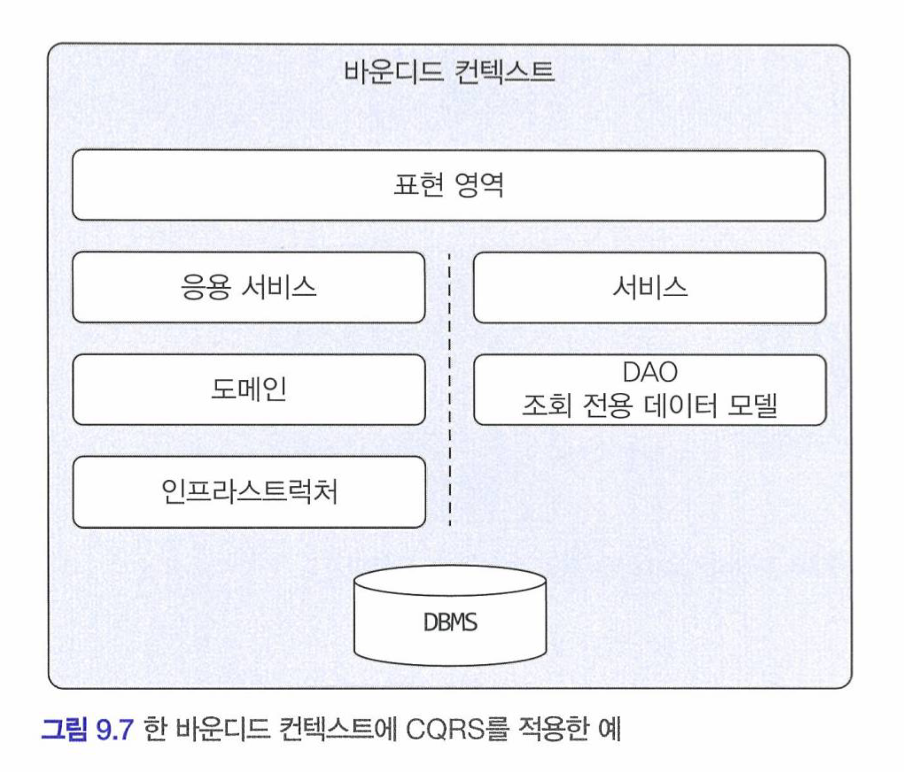 바운디드 컨텍스트
표현 영역
응용 서비스
서비스
도메인
DAO
조회 전용 데이터 모델
인프라스트럭처
DBMS
그림 9.7 한 바운디드 컨텍스트에 CQRS를 적용한 예